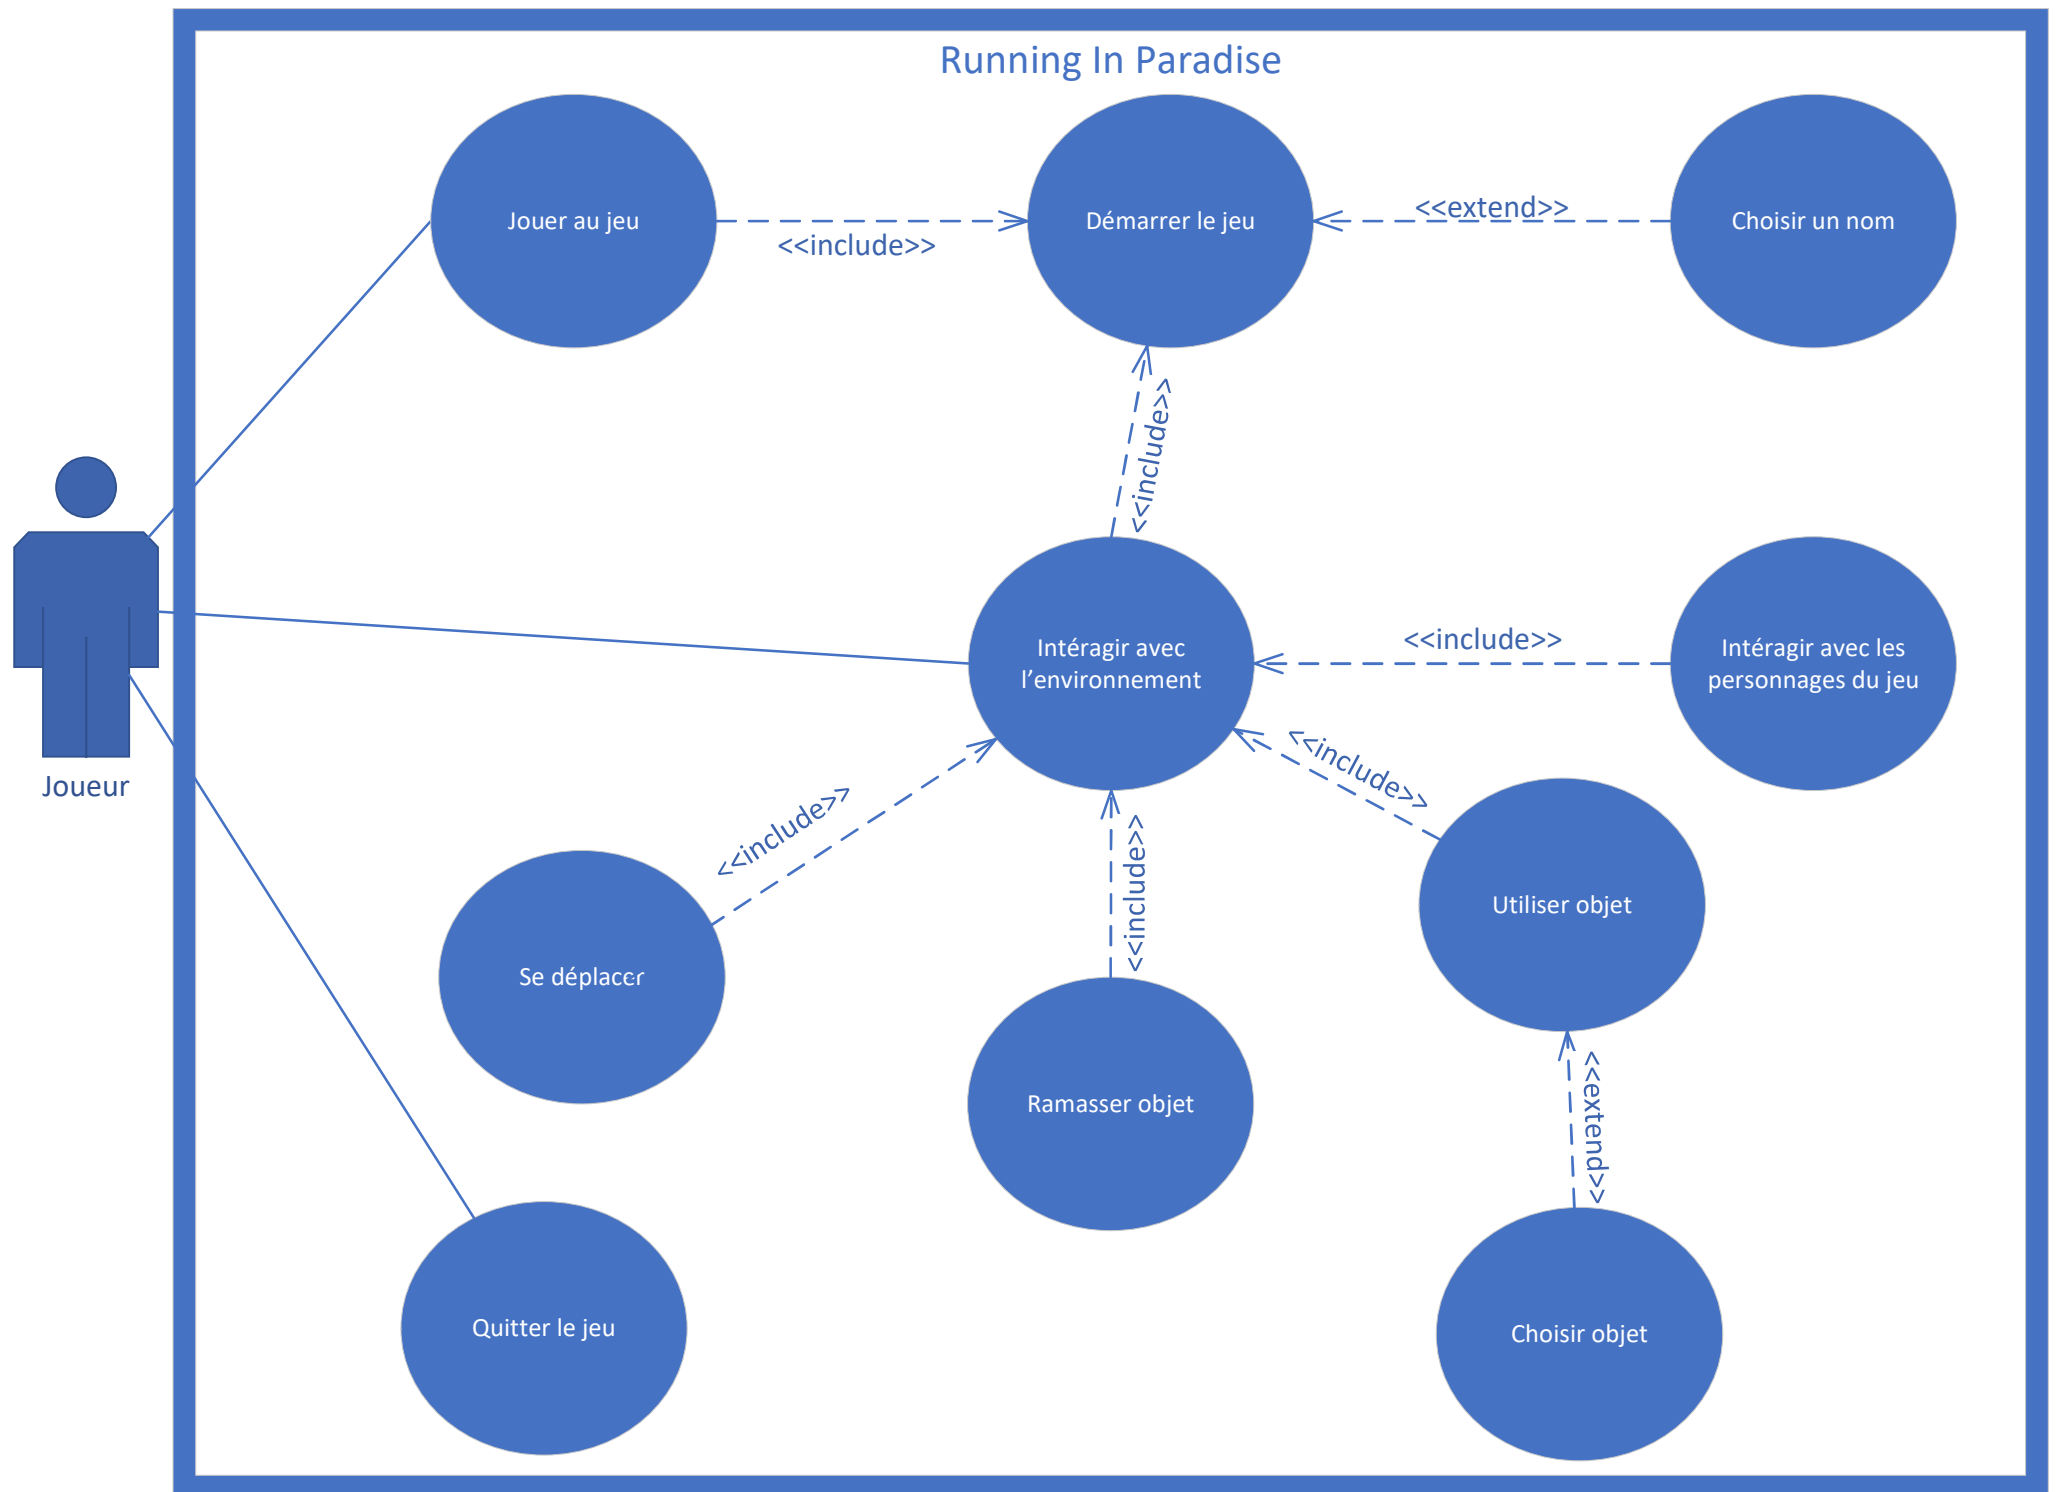 Running In Paradise
Jouer au jeu
<<include>>
Démarrer le jeu
<<extend>>
Choisir un nom
<<include>>
Joueur
Intéragir avec
l’environnement
<<include>>
Intéragir avec les
personnages du jeu
<<include>>
<<include>>
<<include>>
Utiliser objet
Se déplacer
Ramasser objet
<<extend>>
Quitter le jeu
Choisir objet